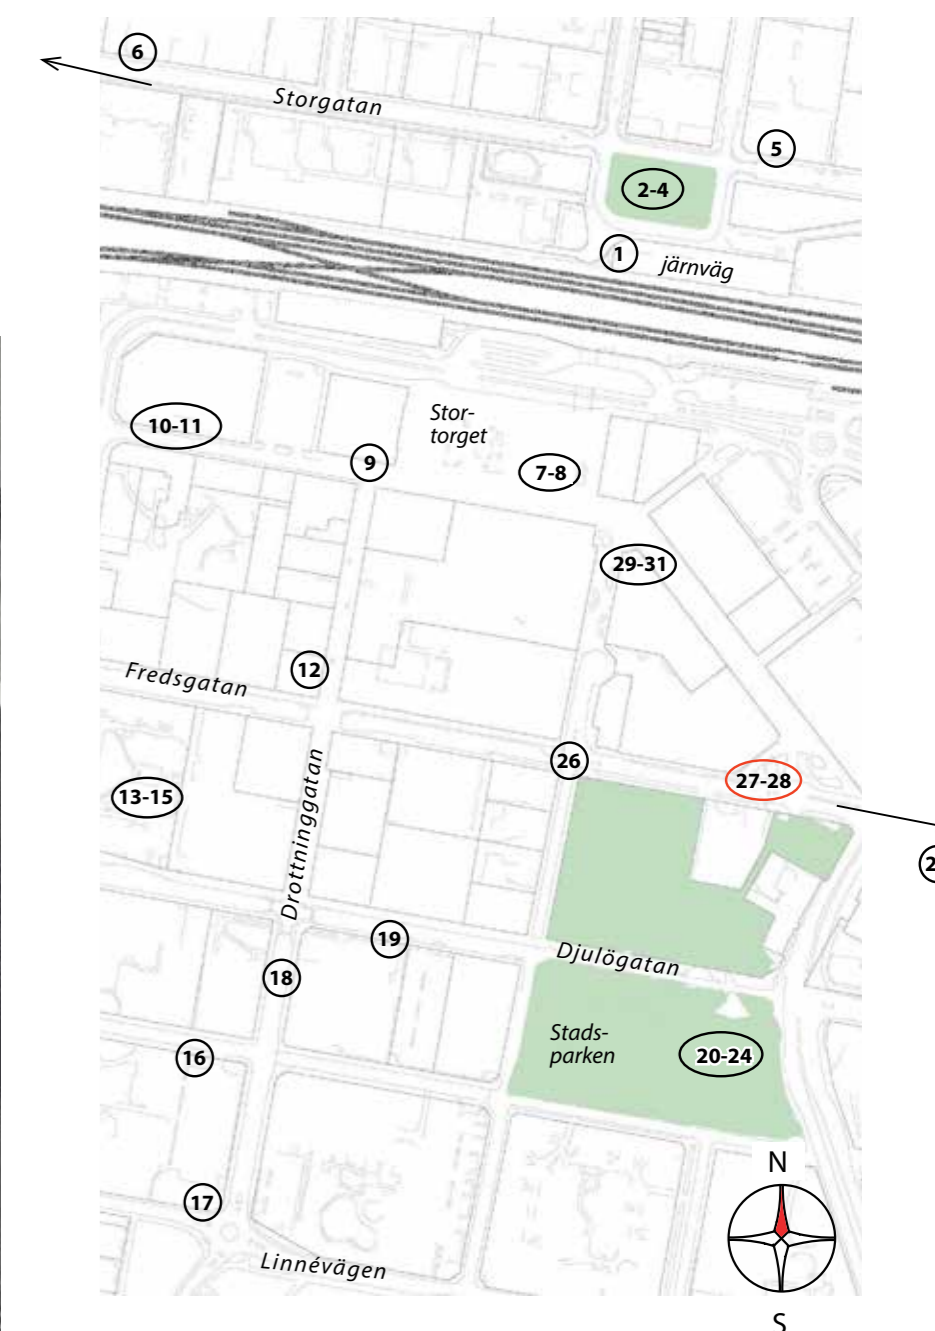 6
Storgatan
5
2-4
1
järnväg
Stor-
torget
10-11
9
7-8
29-31
12
Fredsgatan
26
27-28
13-15
Drottninggatan
19
Djulögatan
18
Stads-
parken
16
20-24
N
17
Linnévägen
S